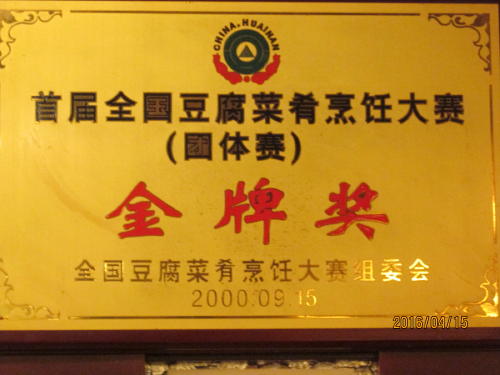 CHINA.HUAINAN
首届全国豆腐菜肴烹饪大赛
(团体赛)
金牌奖
全国豆腐菜肴烹饪大赛组委会
2000.09.15
2016/04/15